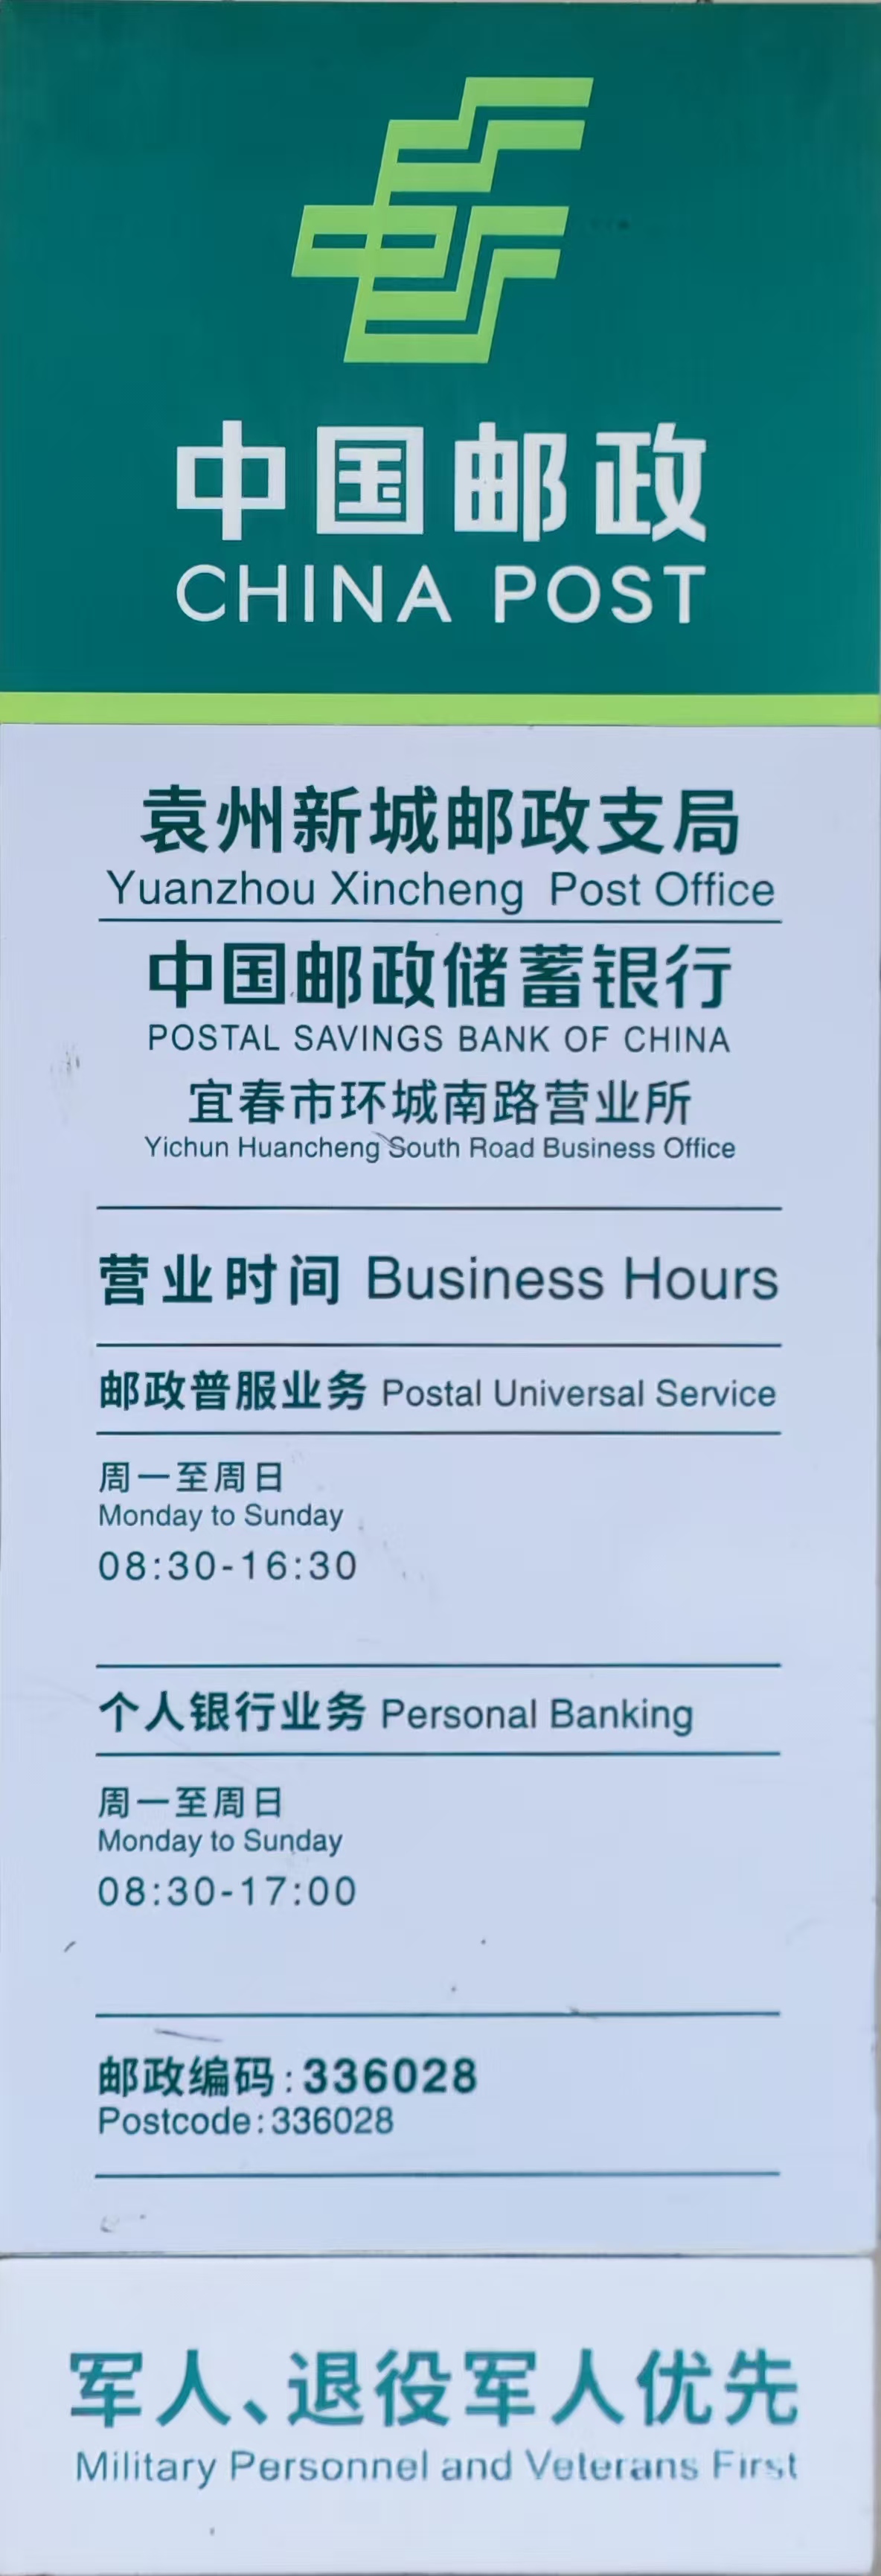 中国邮政
CHINA POST
袁州新城邮政支局
Yuanzhou Xincheng Post Office
中国邮政储蓄银行
POSTAL SAVINGS BANK OF CHINA
宜春市环城南路营业所
Yichun Huancheng South Road Business Office
营业时间 Business Hours
邮政普服业务 Postal Universal Service
周一至周日
Monday to Sunday
08:30-16:30
个人银行业务 Personal Banking
周一至周日
Monday to Sunday
08:30-17:00
邮政编码:336028
Postcode:336028
军人、退役军人优先
Military Personnel and Veterans First